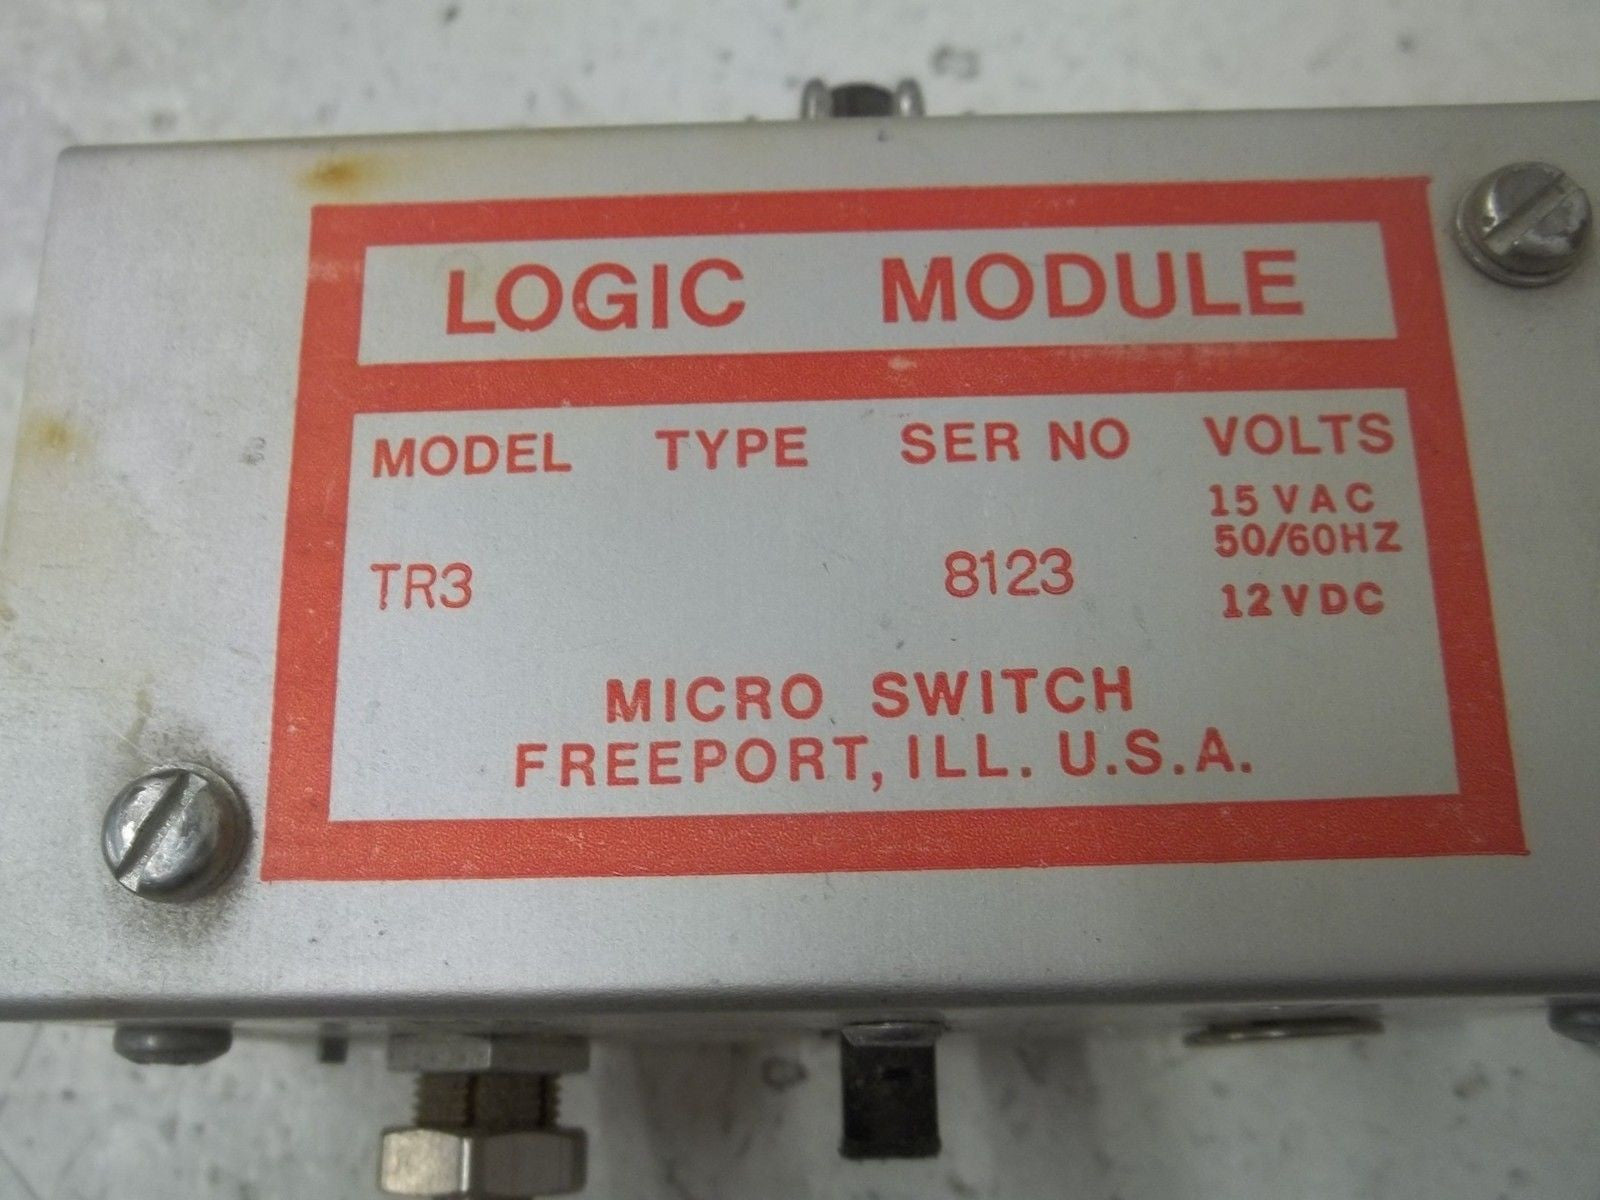 LOGIC MODULE
MODEL TYPE SER NO VOLTS
15 VAC
50/60HZ
TR3 8123 12VDC
MICRO SWITCH
FREEPORT, ILL. U.S.A.